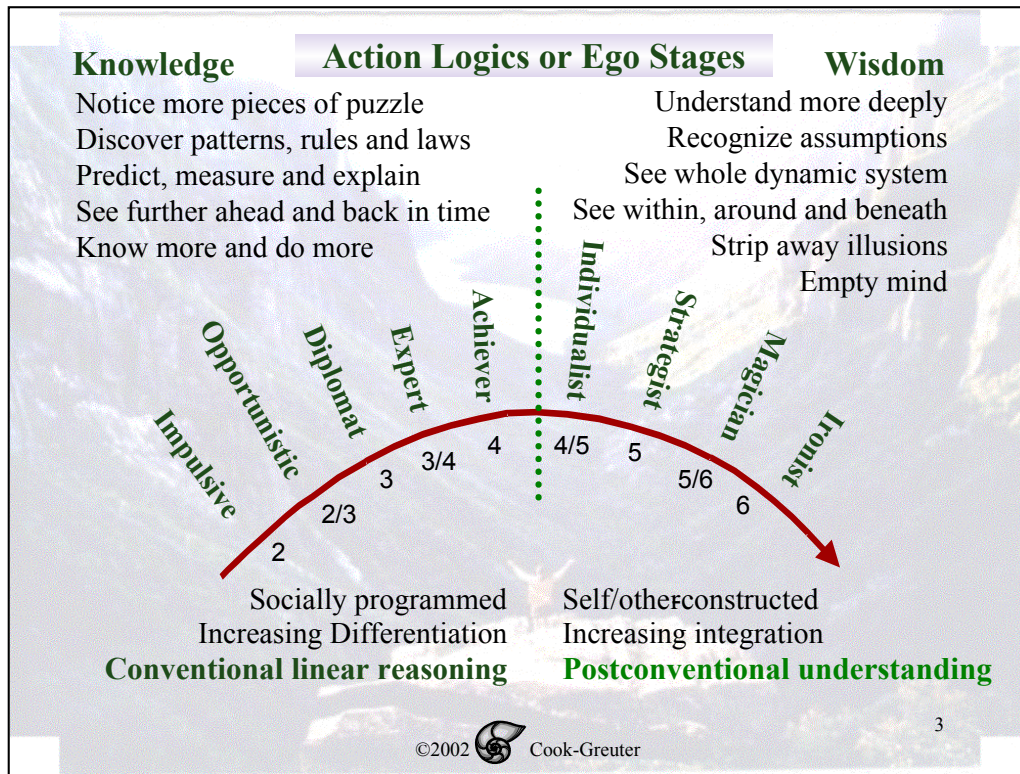 Action Logics or Ego Stages
Knowledge
Notice more pieces of puzzle
Discover patterns, rules and laws
Predict, measure and explain
See further ahead and back in time
Know more and do more
Wisdom
Understand more deeply
Recognize assumptions
See whole dynamic system
See within, around and beneath
Strip away illusions
Empty mind
Impulsive
Opportunistic
Diplomat
Expert
Achiever
Individualist
Strategist
Magician
Ironist
2
2/3
3
3/4
4
4/5
5
5/6
6
Socially programmed
Increasing Differentiation
Conventional linear reasoning
Self/other-constructed
Increasing integration
Postconventional understanding
©2002 Cook-Greuter
3